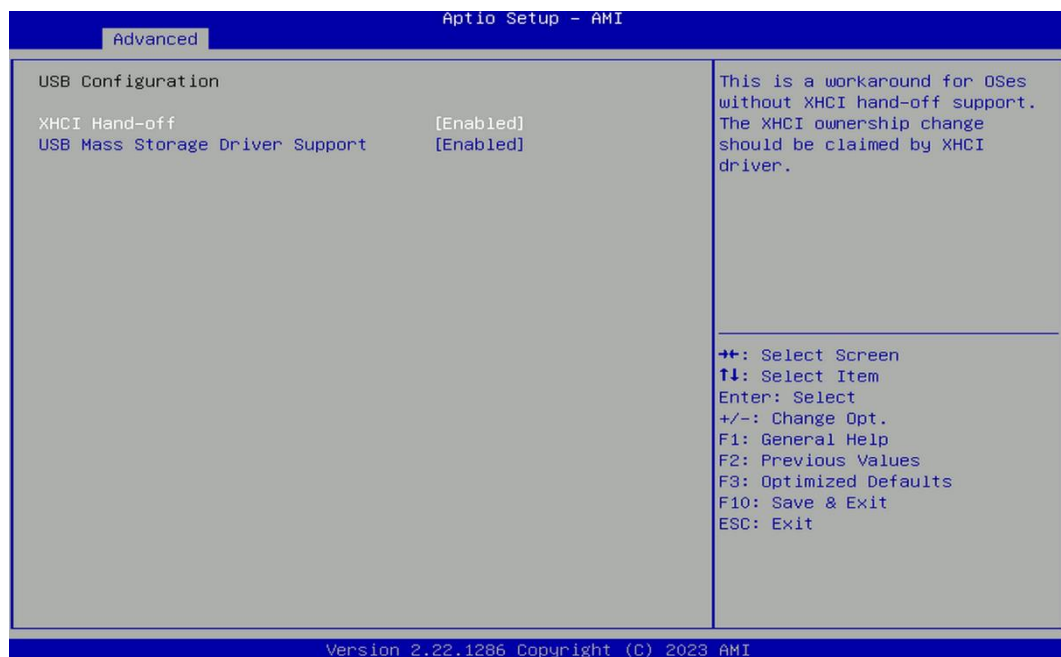 Aptio Setup – AMI
Advanced
USB Configuration
XHCI Hand-off [Enabled]
USB Mass Storage Driver Support [Enabled]
This is a workaround for OSes
without XHCI hand-off support.
The XHCI ownership change
should be claimed by XHCI
driver.
→←: Select Screen
↑↓: Select Item
Enter: Select
+/-: Change Opt.
F1: General Help
F2: Previous Values
F3: Optimized Defaults
F10: Save & Exit
ESC: Exit
Version 2.22.1286 Copyright (C) 2023 AMI